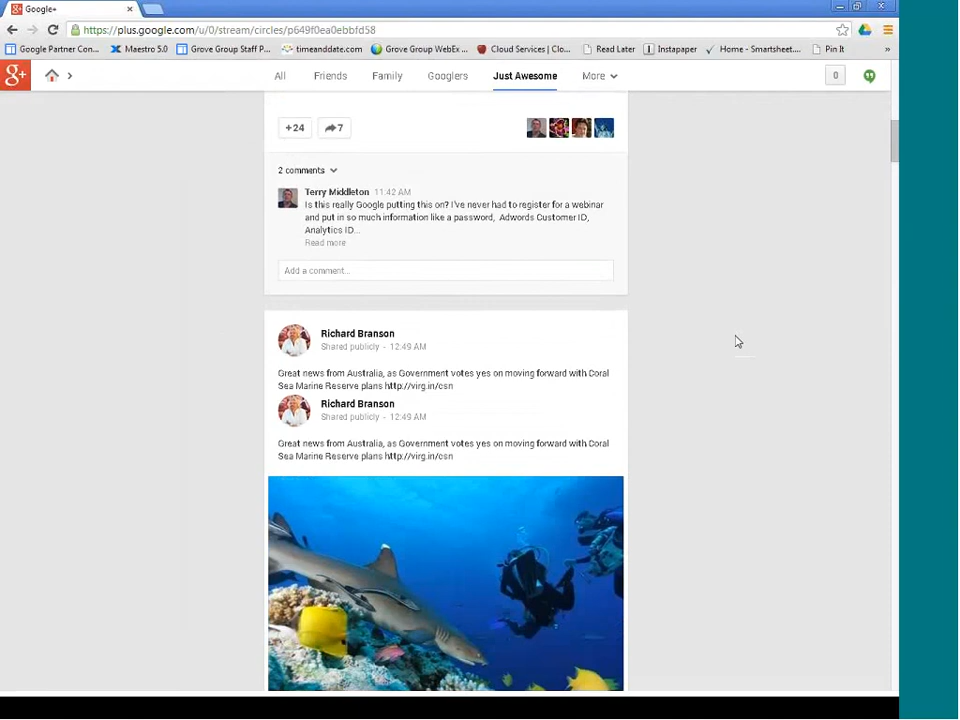 Google+
https://plus.google.com/u/0/stream/circles/p649f0ea0ebbfd58
Google Partner Con... Maestro 5.0 Grove Group Staff P... timeanddate.com Grove Group WebEx ... Cloud Services | Clo... Read Later Instapaper Home - Smartsheet.... Pin It »
g+ All Friends Family Googlers Just Awesome More 0
+24 7
2 comments
Terry Middleton 11:42 AM
Is this really Google putting this on? I've never had to register for a webinar
and put in so much information like a password, Adwords Customer ID,
Analytics ID...
Read more
Add a comment...
Richard Branson
Shared publicly - 12:49 AM
Great news from Australia, as Government votes yes on moving forward with Doral
Sea Marine Reserve plans http://virg.in/csn
Richard Branson
Shared publicly - 12:49 AM
Great news from Australia, as Government votes yes on moving forward with Doral
Sea Marine Reserve plans http://virg.in/csn